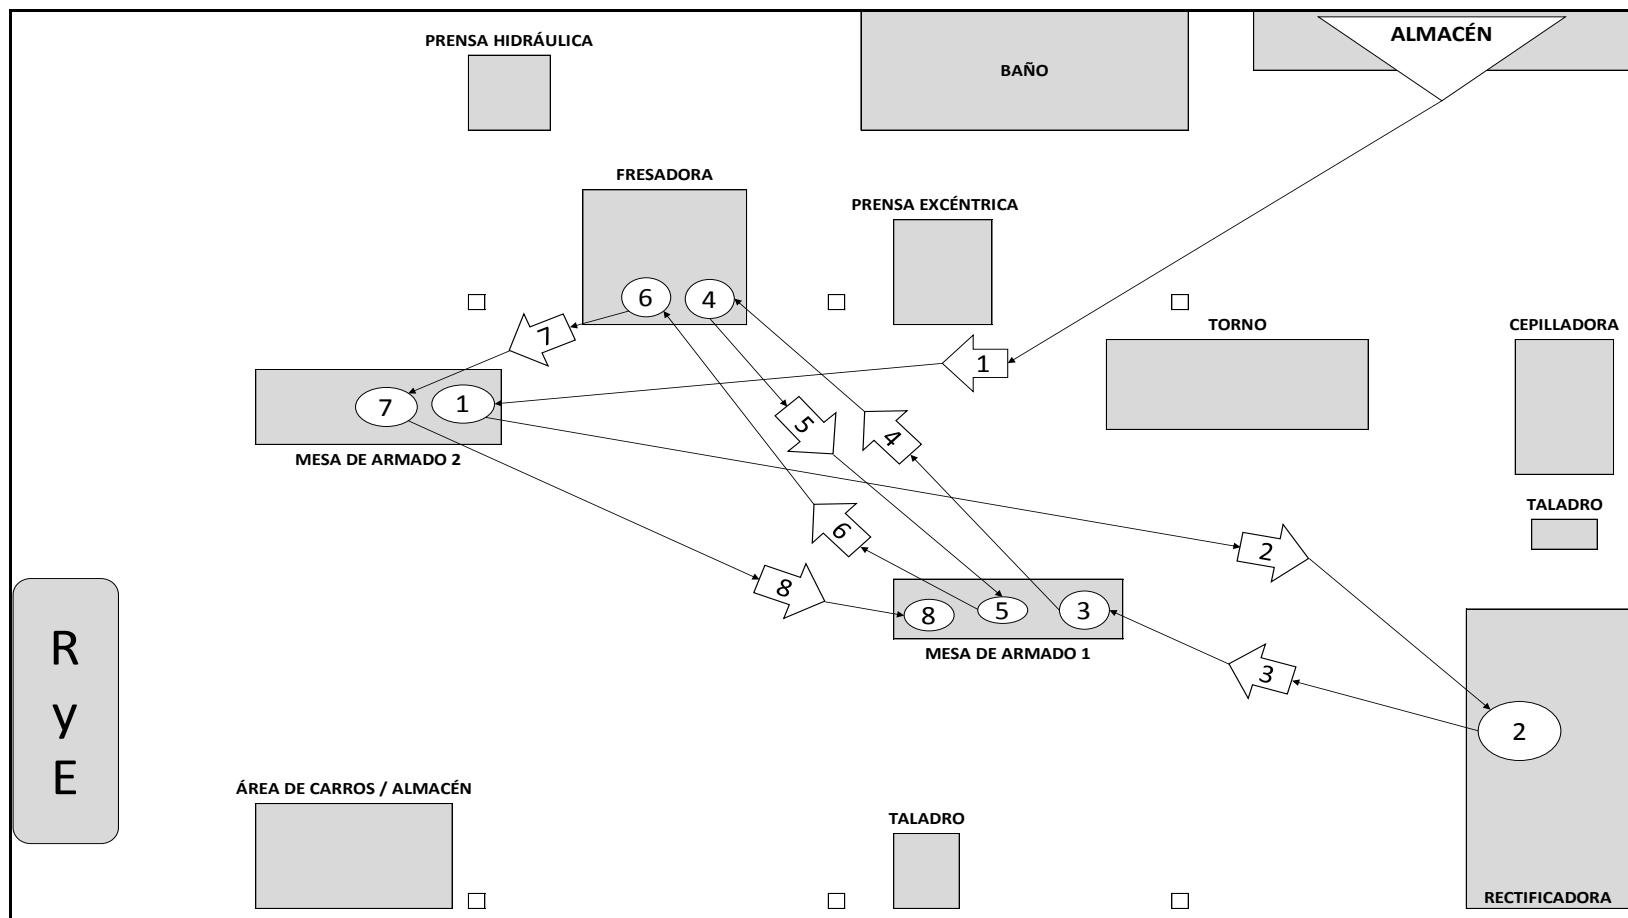 ALMACÉN
PRENSA HIDRÁULICA
BAÑO
FRESADORA
PRENSA EXCÉNTRICA
6
4
7
TORNO
CEPILLADORA
1
7
1
5
4
MESA DE ARMADO 2
TALADRO
6
2
8
8
5
3
R
y
E
MESA DE ARMADO 1
3
2
ÁREA DE CARROS / ALMACÉN
TALADRO
RECTIFICADORA